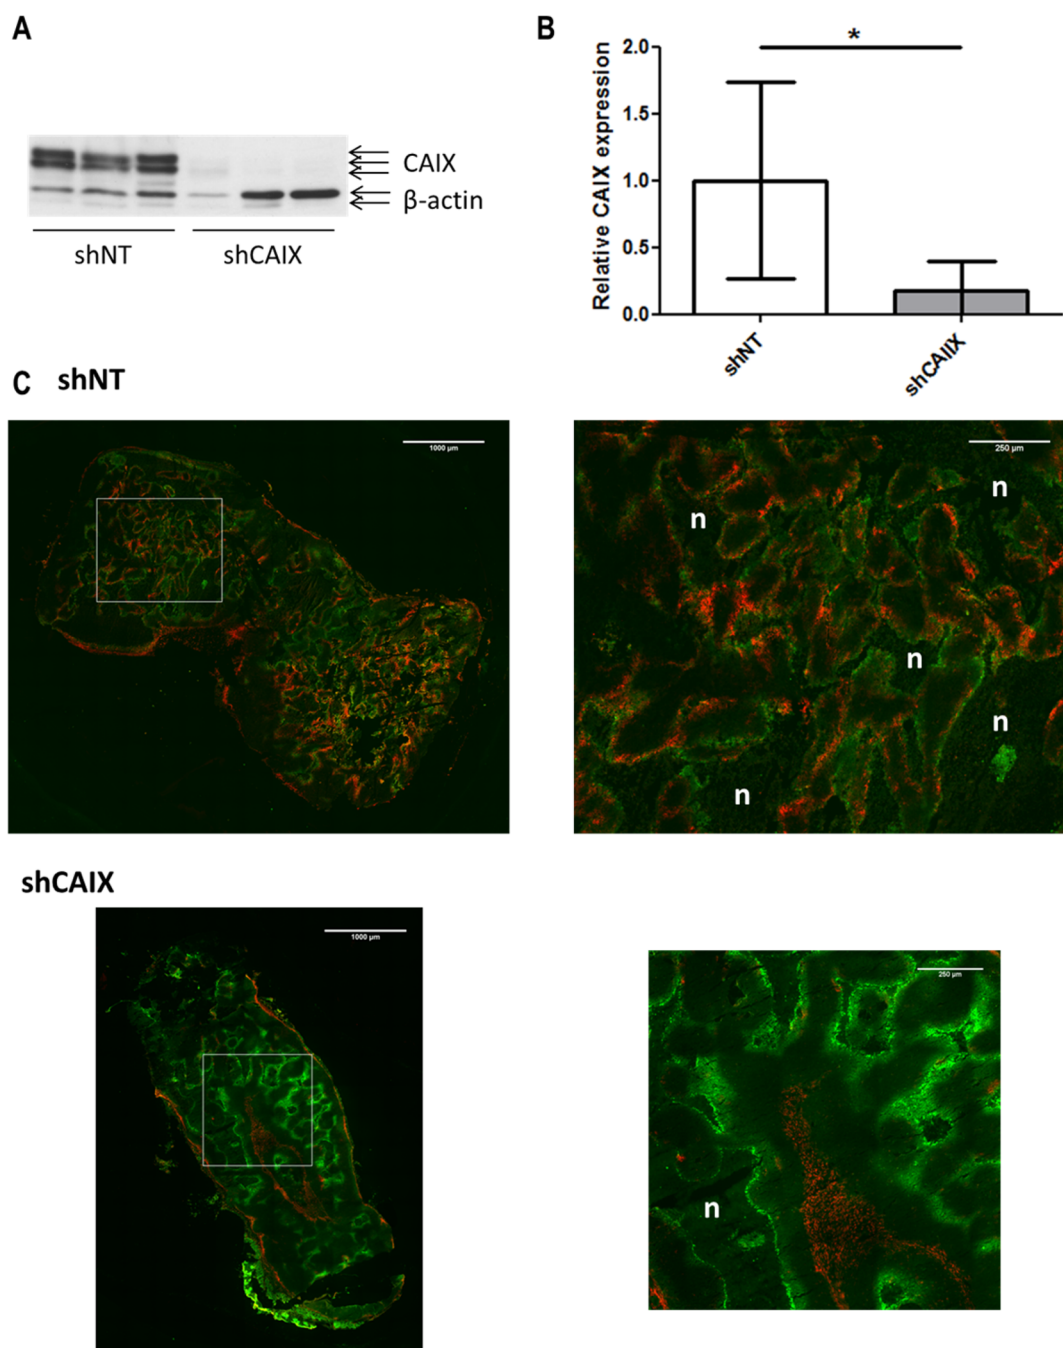 A
CAIX
β-actin
shNT
shCAIX
B
*
Relative CAIX expression
2.0
1.5
1.0
0.5
0.0
shNT
shCAIIX
C shNT
1000 µm
250 µm
n
n
n
n
n
shCAIX
1000 µm
250 µm
n